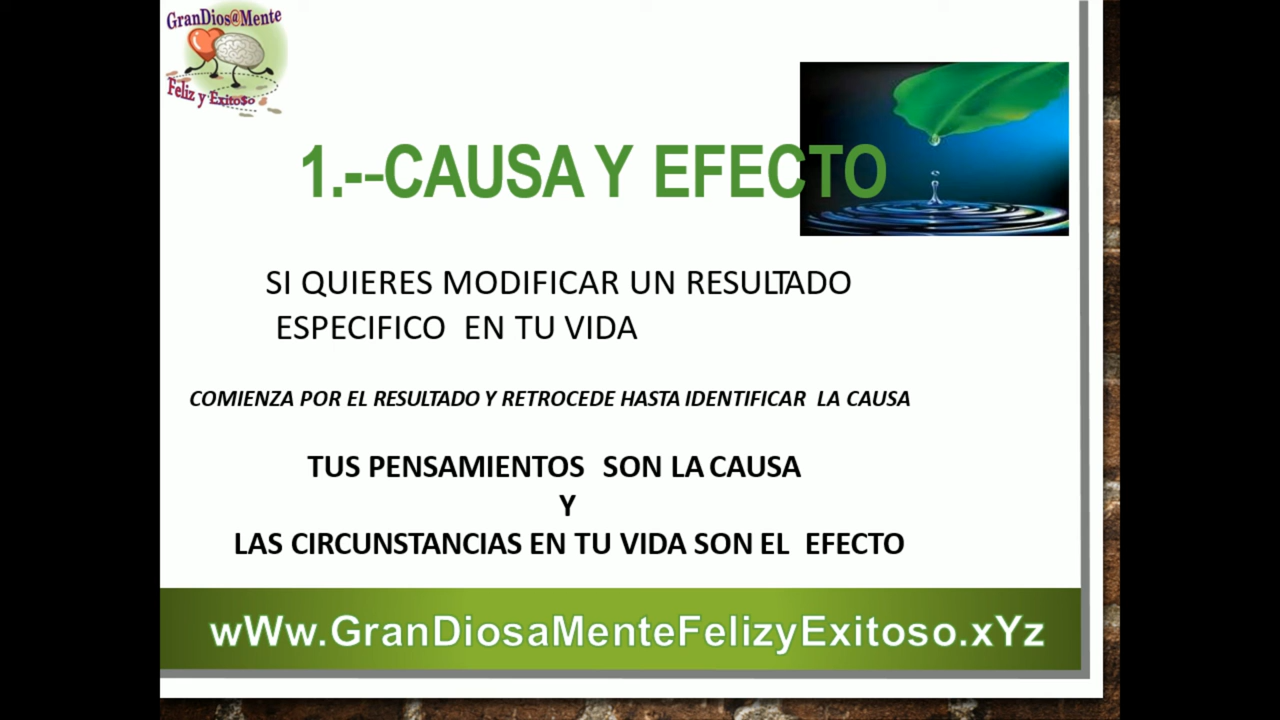 GranDios@Mente
Feliz y Exito$o
1.--CAUSA Y EFECTO
SI QUIERES MODIFICAR UN RESULTADO
ESPECIFICO EN TU VIDA
COMIENZA POR EL RESULTADO Y RETROCEDE HASTA IDENTIFICAR LA CAUSA
TUS PENSAMIENTOS SON LA CAUSA
Y
LAS CIRCUNSTANCIAS EN TU VIDA SON EL EFECTO
wWw.GranDiosaMenteFelizyExitoso.xYz